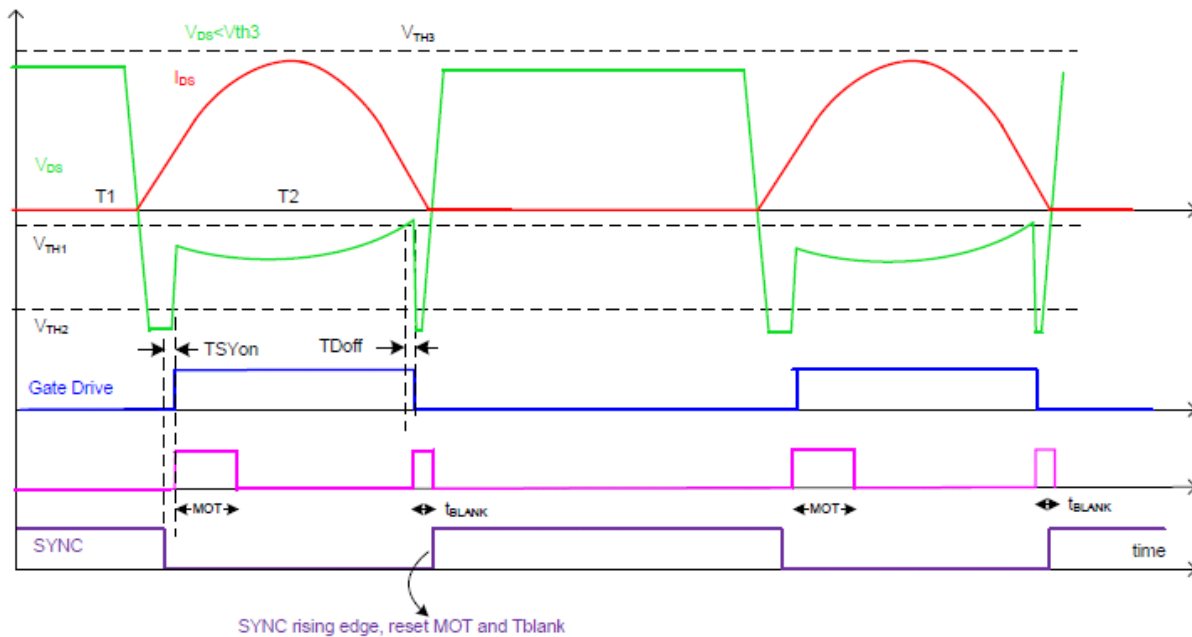 VDS<Vth3
VTH3
IDS
VDS
T1
T2
VTH1
VTH2
TSYon
TDoff
Gate Drive
MOT
tBLANK
MOT
tBLANK
SYNC
time
SYNC rising edge, reset MOT and Tblank